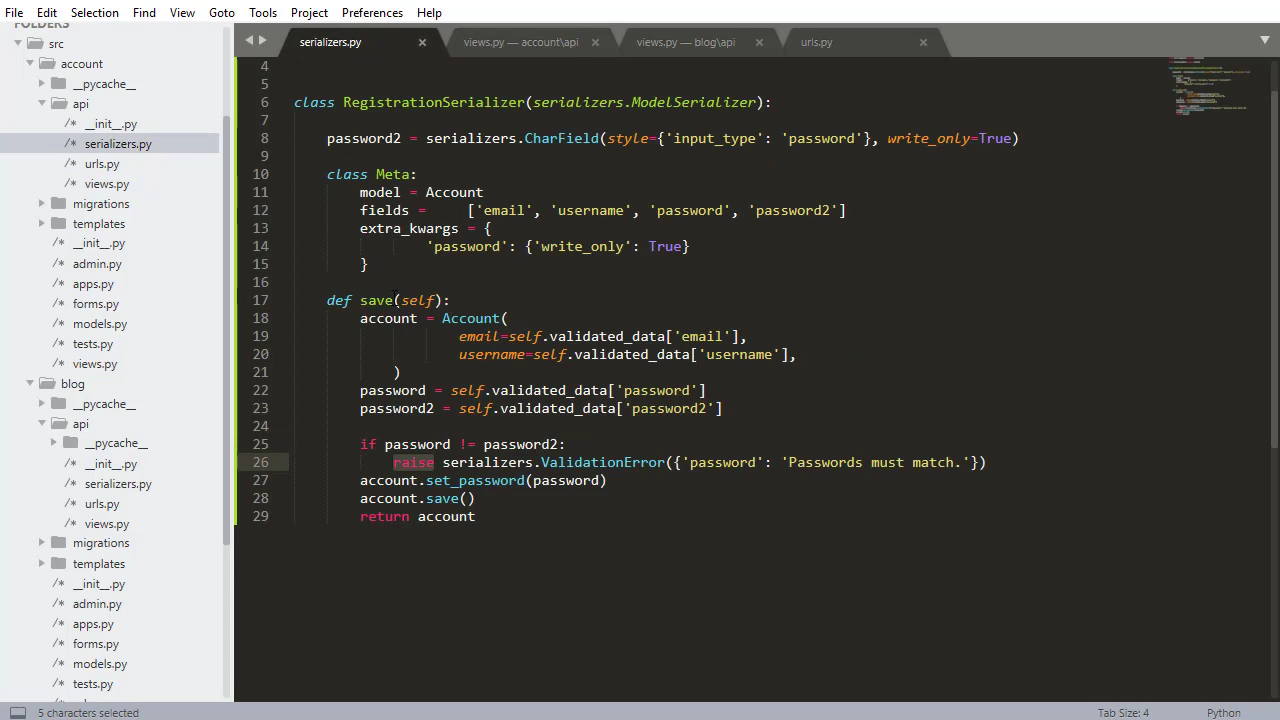 File Edit Selection Find View Goto Tools Project Preferences Help
FOLDERS
src
account
__pycache__
api
/* __init__.py
/* serializers.py
/* urls.py
/* views.py
migrations
templates
/* __init__.py
/* admin.py
/* apps.py
/* forms.py
/* models.py
/* tests.py
/* views.py
blog
__pycache__
api
__pycache__
/* __init__.py
/* serializers.py
/* urls.py
/* views.py
migrations
templates
/* __init__.py
/* admin.py
/* apps.py
/* forms.py
/* models.py
/* tests.py
serializers.py × views.py — account\api × views.py — blog\api × urls.py ×
4
5
6 class RegistrationSerializer(serializers.ModelSerializer):
7
8 password2 = serializers.CharField(style={'input_type': 'password'}, write_only=True)
9
10 class Meta:
11 model = Account
12 fields = ['email', 'username', 'password', 'password2']
13 extra_kwargs = {
14 'password': {'write_only': True}
15 }
16
17 def save(self):
18 account = Account(
19 email=self.validated_data['email'],
20 username=self.validated_data['username'],
21 )
22 password = self.validated_data['password']
23 password2 = self.validated_data['password2']
24
25 if password != password2:
26 raise serializers.ValidationError({'password': 'Passwords must match.'})
27 account.set_password(password)
28 account.save()
29 return account
5 characters selected Tab Size: 4 Python